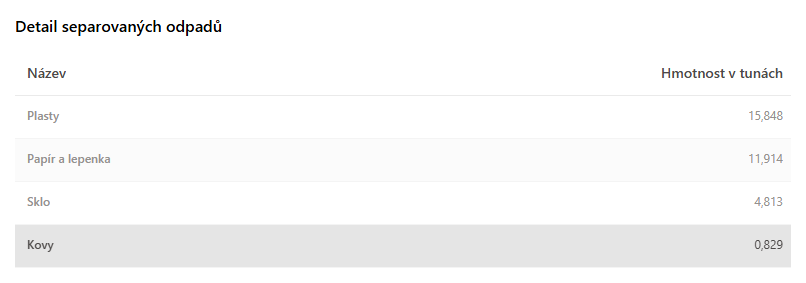 Detail separovaných odpadů
Název Hmotnost v tunách
Plasty 15,848
Papír a lepenka 11,914
Sklo 4,813
Kovy 0,829